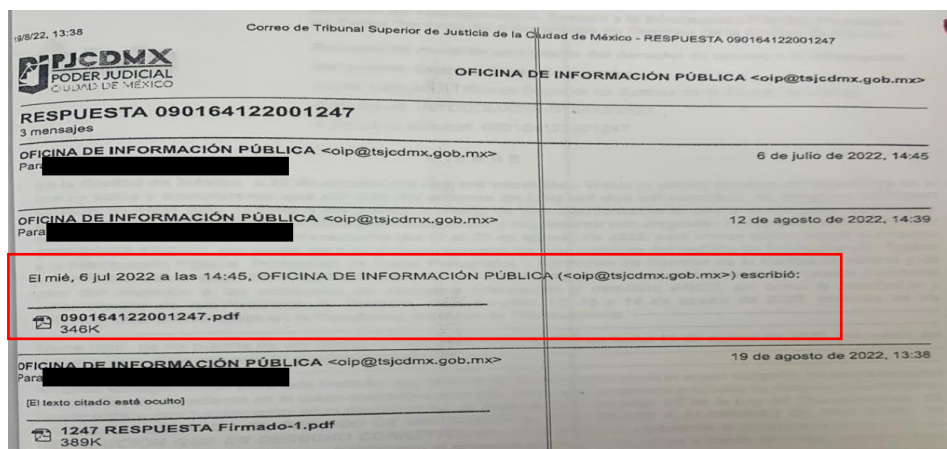 19/8/22, 13:38
Correo de Tribunal Superior de Justicia de la Ciudad de México - RESPUESTA 090164122001247
PJCDMX
PODER JUDICIAL
CIUDAD DE MÉXICO
OFICINA DE INFORMACIÓN PÚBLICA <oip@tsjcdmx.gob.mx>
RESPUESTA 090164122001247
3 mensajes
OFICINA DE INFORMACIÓN PÚBLICA <oip@tsjcdmx.gob.mx>
6 de julio de 2022, 14:45
Para
OFICINA DE INFORMACIÓN PÚBLICA <oip@tsjcdmx.gob.mx>
12 de agosto de 2022, 14:39
Para
El mié, 6 jul 2022 a las 14:45, OFICINA DE INFORMACIÓN PÚBLICA (<oip@tsjcdmx.gob.mx>) escribió:
090164122001247.pdf
346K
OFICINA DE INFORMACIÓN PÚBLICA <oip@tsjcdmx.gob.mx>
19 de agosto de 2022, 13:38
Para
[El texto citado está oculto]
1247 RESPUESTA Firmado-1.pdf
389K